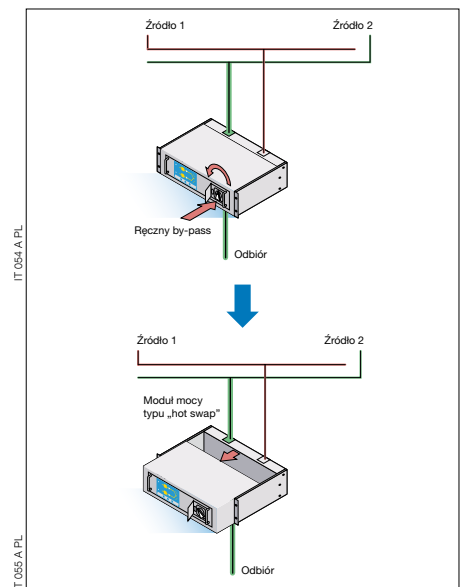 Źródło 1
Źródło 2
Ręczny by-pass
Odbiór
IT 054 A PL
Źródło 1
Źródło 2
Moduł mocy
typu „hot swap”
Odbiór
IT 055 A PL